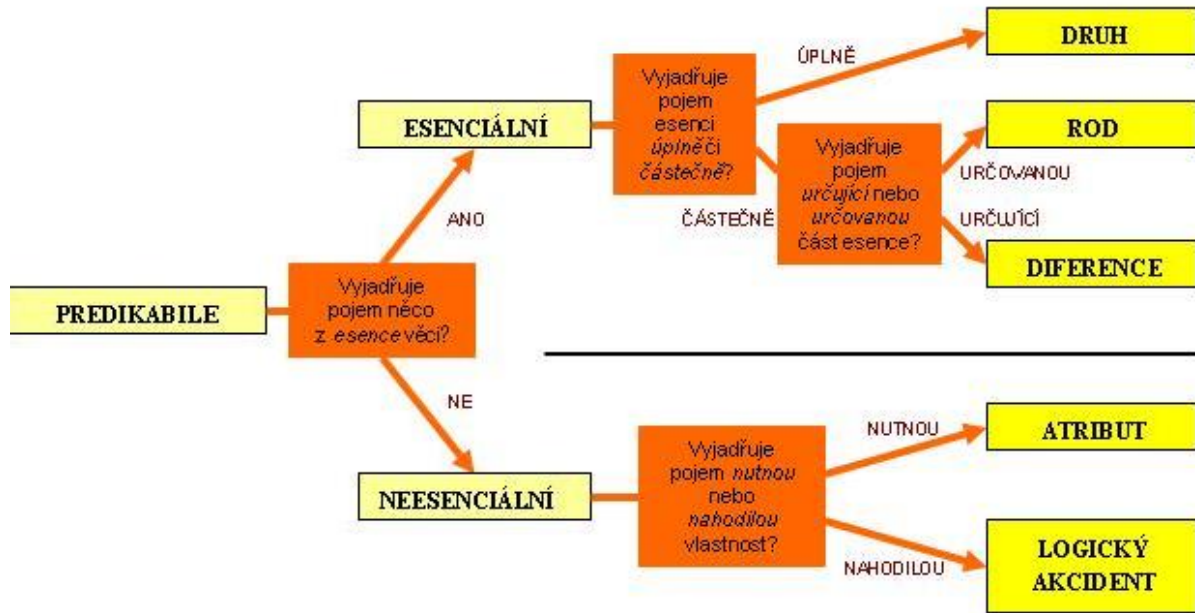 PREDIKABILE
Vyjadřuje
pojem něco
z esence věci?
ANO
ESENCIÁLNÍ
Vyjadřuje
pojem
esenci
úplně či
částečně?
ÚPLNĚ
DRUH
ČÁSTEČNĚ
Vyjadřuje
pojem
určující nebo
určovanou
část esence?
ROD
URČOVANOU
URČUJÍCÍ
DIFERENCE
NE
NEESENCIÁLNÍ
Vyjadřuje
pojem nutnou
nebo
nahodilou
vlastnost?
NUTNOU
ATRIBUT
NAHODILOU
LOGICKÝ
AKCIDENT